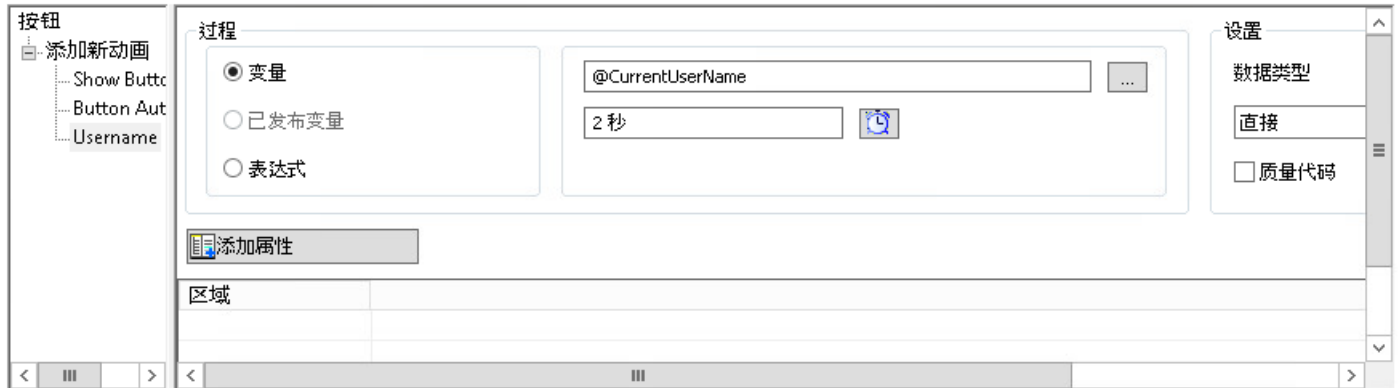 按钮
添加新动画
Show Butto
Button Aut
Username
过程
变量
@CurrentUserName
...
已发布变量
2 秒
表达式
设置
数据类型
直接
质量代码
添加属性
区域